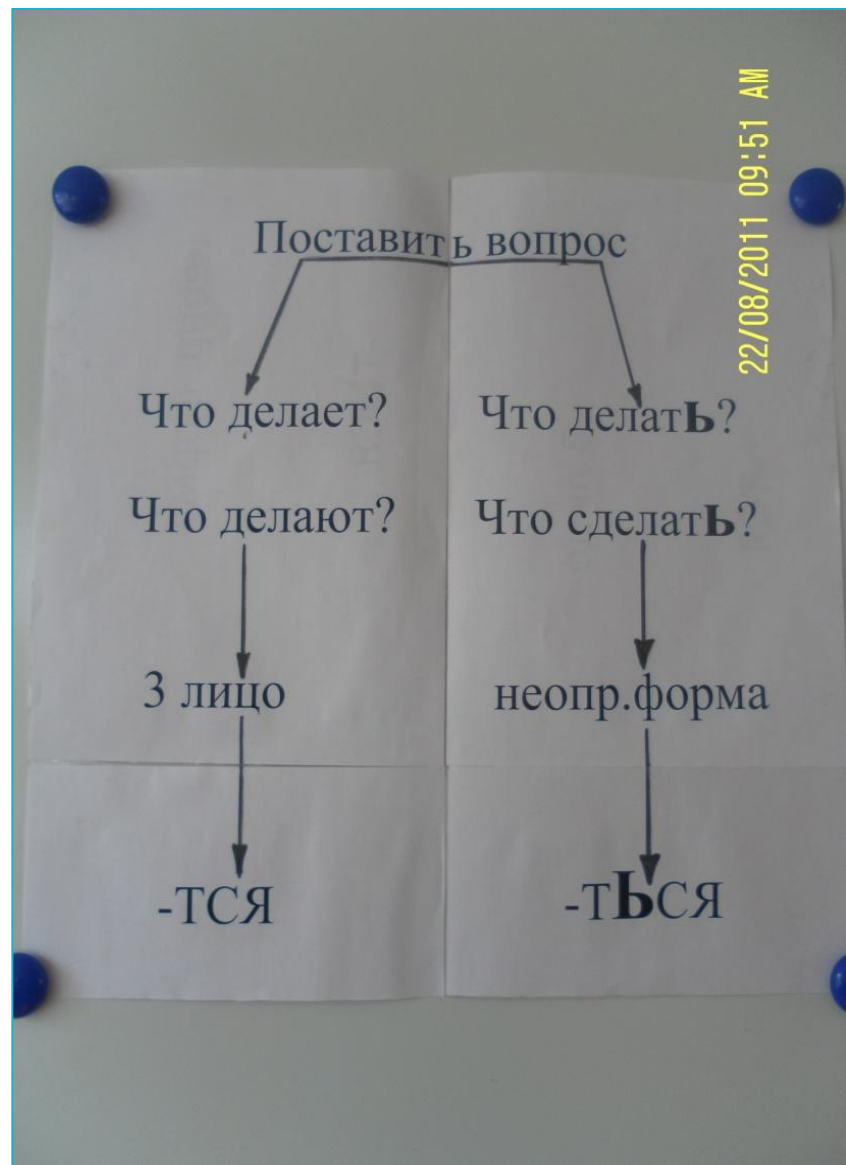 Поставить вопрос
Что делает? Что делать?
Что делают? Что сделать?
3 лицо неопр.форма
-ТСЯ -ТЬСЯ
22/08/2011 09:51 AM